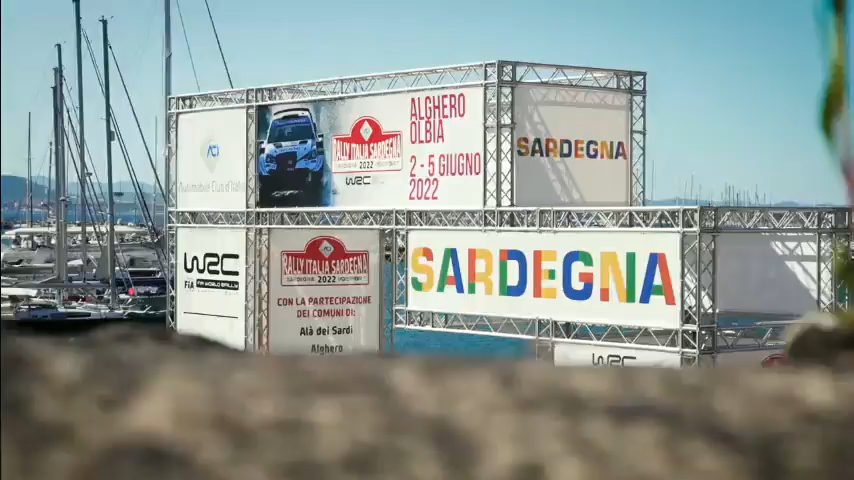 ACI
Automobile Club d'Italia
RALLY ITALIA SARDEGNA
2022
WRC
ALGHERO
OLBIA
2 - 5 GIUGNO
2022
SARDEGNA
WRC
FIA WORLD RALLY
RALLY ITALIA SARDEGNA
SARDEGNA 2022
CON LA PARTECIPAZIONE
DEI COMUNI DI:
Alà dei Sardi
Alghero
SARDEGNA
WRC